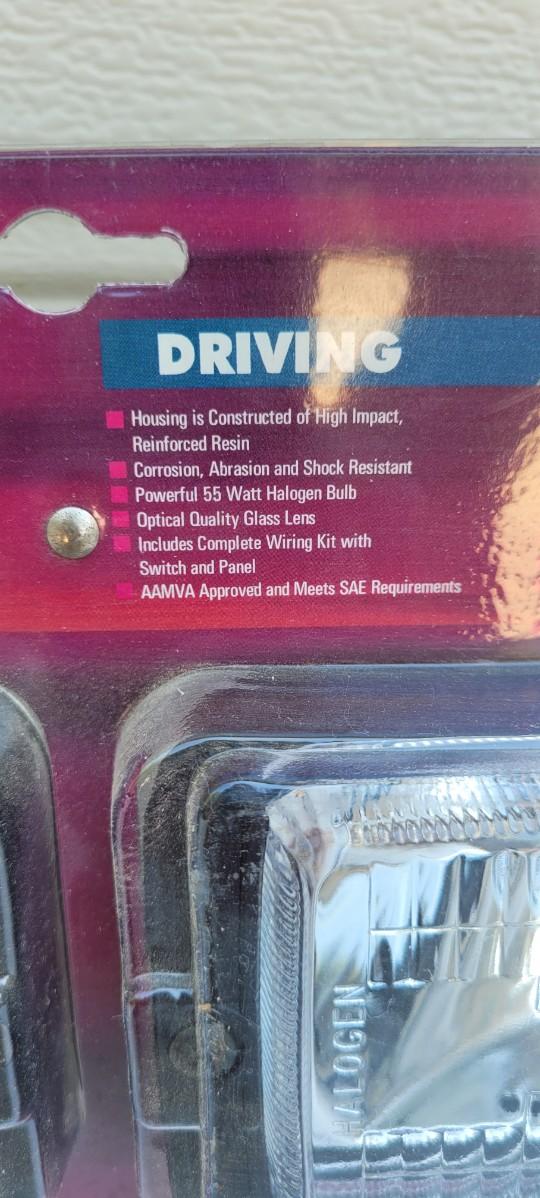 DRIVING
Housing is Constructed of High Impact,
Reinforced Resin
Corrosion, Abrasion and Shock Resistant
Powerful 55 Watt Halogen Bulb
Optical Quality Glass Lens
Includes Complete Wiring Kit with
Switch and Panel
AAMVA Approved and Meets SAE Requirements
HALOGEN